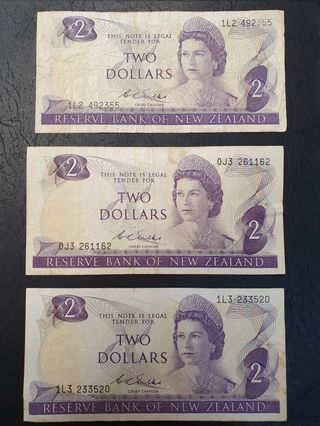 2
THIS NOTE IS LEGAL
TENDER FOR
1L2 492355
TWO
DOLLARS
1L2 492355
CHIEF CASHIER
2
RESERVE BANK OF NEW ZEALAND
2
THIS NOTE IS LEGAL
TENDER FOR
0J3 261162
TWO
DOLLARS
0J3 261162
CHIEF CASHIER
2
RESERVE BANK OF NEW ZEALAND
2
THIS NOTE IS LEGAL
TENDER FOR
1L3 233520
TWO
DOLLARS
1L3 233520
CHIEF CASHIER
2
RESERVE BANK OF NEW ZEALAND